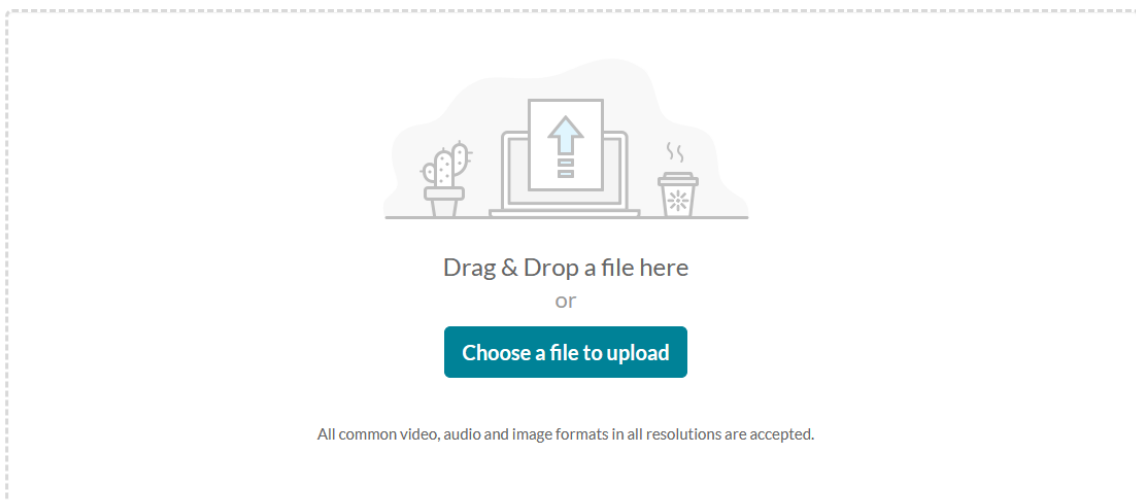 Drag & Drop a file here
or
Choose a file to upload
All common video, audio and image formats in all resolutions are accepted.